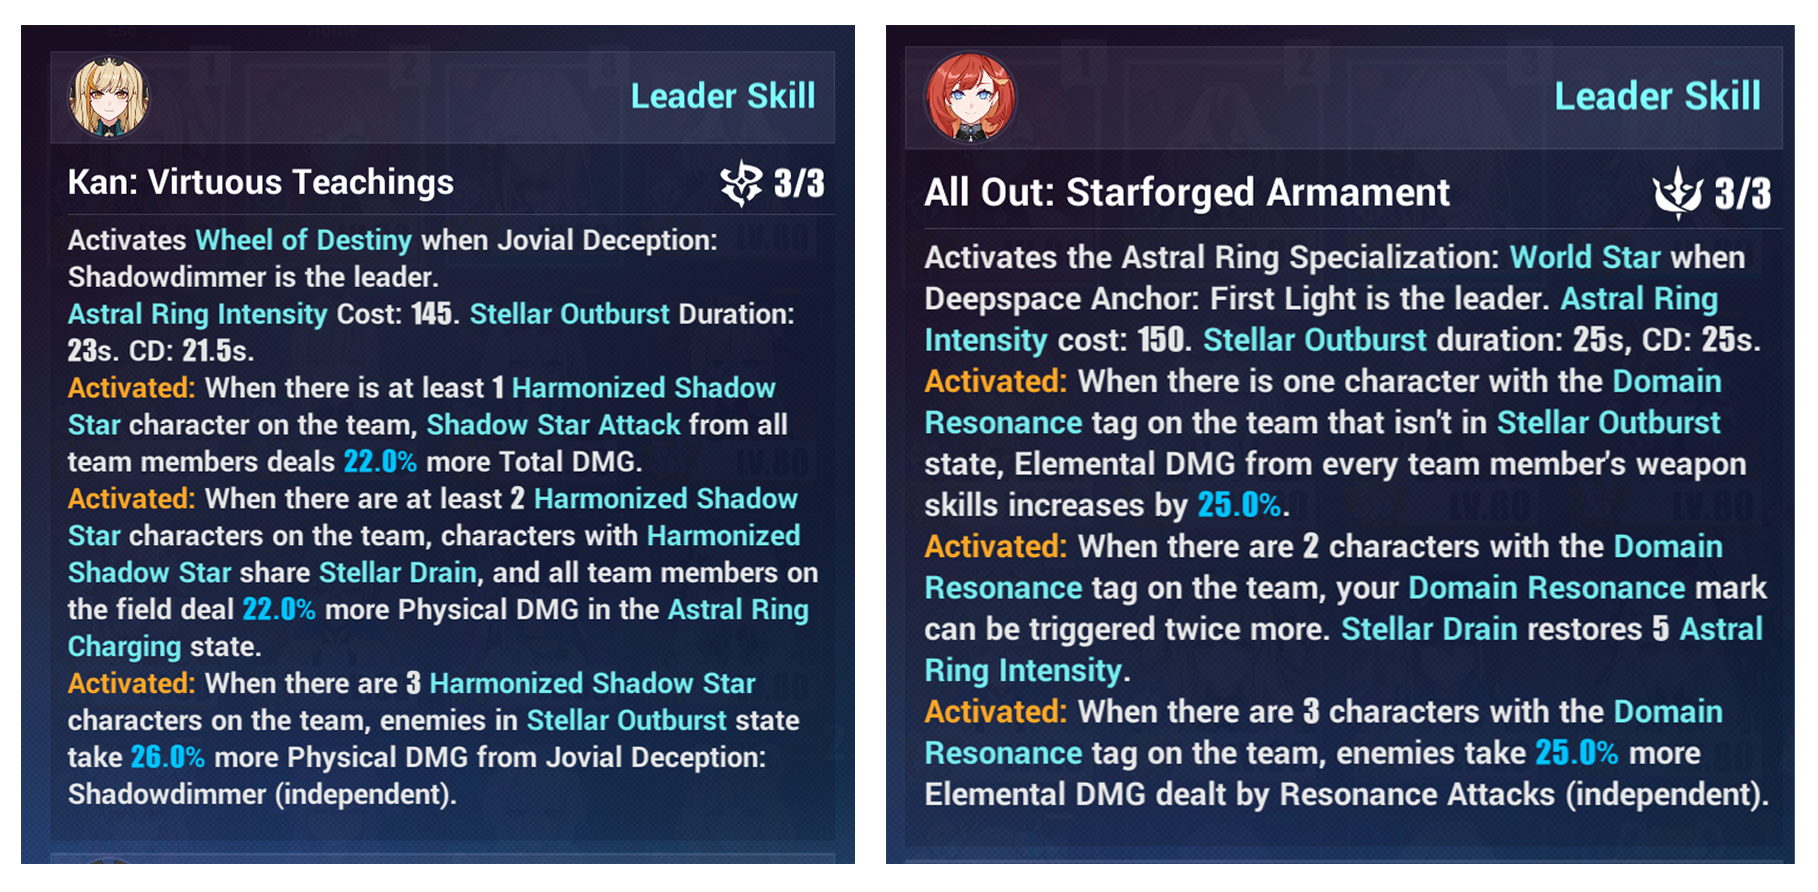 Leader Skill
Kan: Virtuous Teachings
3/3
Activates Wheel of Destiny when Jovial Deception:
Shadowdimmer is the leader.
Astral Ring Intensity Cost: 145. Stellar Outburst Duration:
23s. CD: 21.5s.
Activated: When there is at least 1 Harmonized Shadow
Star character on the team, Shadow Star Attack from all
team members deals 22.0% more Total DMG.
Activated: When there are at least 2 Harmonized Shadow
Star characters on the team, characters with Harmonized
Shadow Star share Stellar Drain, and all team members on
the field deal 22.0% more Physical DMG in the Astral Ring
Charging state.
Activated: When there are 3 Harmonized Shadow Star
characters on the team, enemies in Stellar Outburst state
take 26.0% more Physical DMG from Jovial Deception:
Shadowdimmer (independent).
Leader Skill
All Out: Starforged Armament
3/3
Activates the Astral Ring Specialization: World Star when
Deepspace Anchor: First Light is the leader. Astral Ring
Intensity cost: 150. Stellar Outburst duration: 25s, CD: 25s.
Activated: When there is one character with the Domain
Resonance tag on the team that isn't in Stellar Outburst
state, Elemental DMG from every team member's weapon
skills increases by 25.0%.
Activated: When there are 2 characters with the Domain
Resonance tag on the team, your Domain Resonance mark
can be triggered twice more. Stellar Drain restores 5 Astral
Ring Intensity.
Activated: When there are 3 characters with the Domain
Resonance tag on the team, enemies take 25.0% more
Elemental DMG dealt by Resonance Attacks (independent).